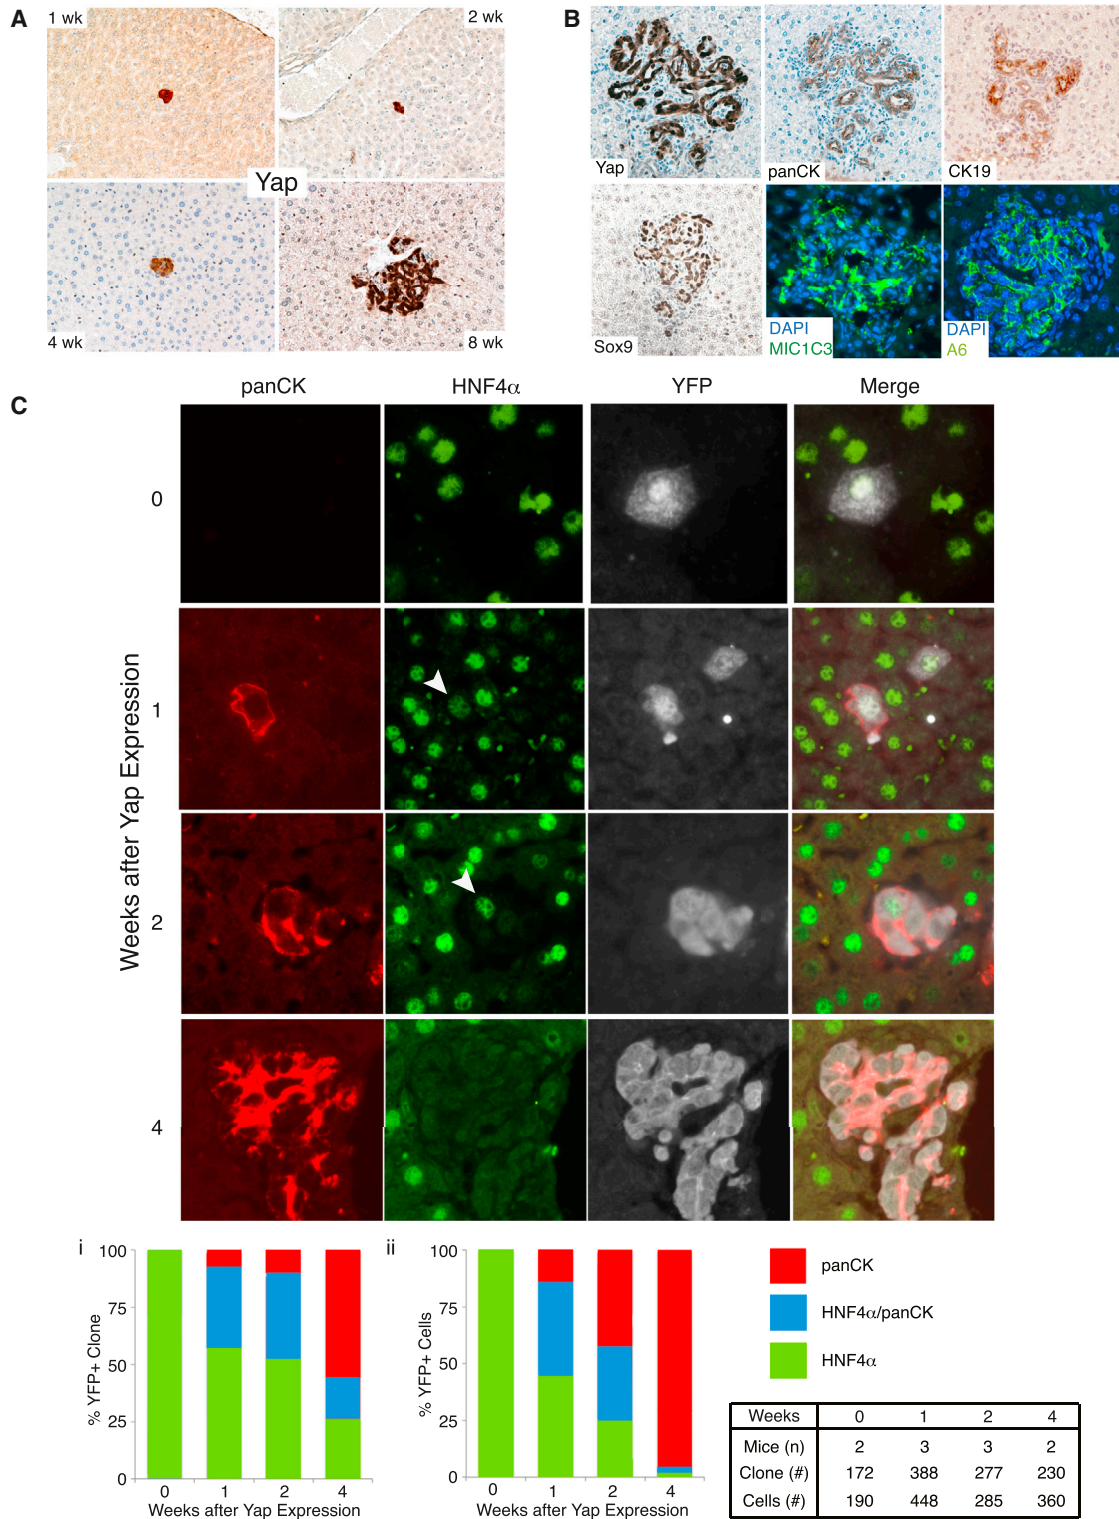 A
1 wk
2 wk
Yap
4 wk
8 wk
B
Yap
panCK
CK19
Sox9
DAPI
MIC1C3
DAPI
A6
C
panCK
HNF4α
YFP
Merge
Weeks after Yap Expression
0
1
2
4
i
% YFP+ Clone
100
75
50
25
0
0 1 2 4
Weeks after Yap Expression
ii
% YFP+ Cells
100
75
50
25
0
0 1 2 4
Weeks after Yap Expression
panCK
HNF4α/panCK
HNF4α
Weeks 0 1 2 4
Mice (n) 2 3 3 2
Clone (#) 172 388 277 230
Cells (#) 190 448 285 360